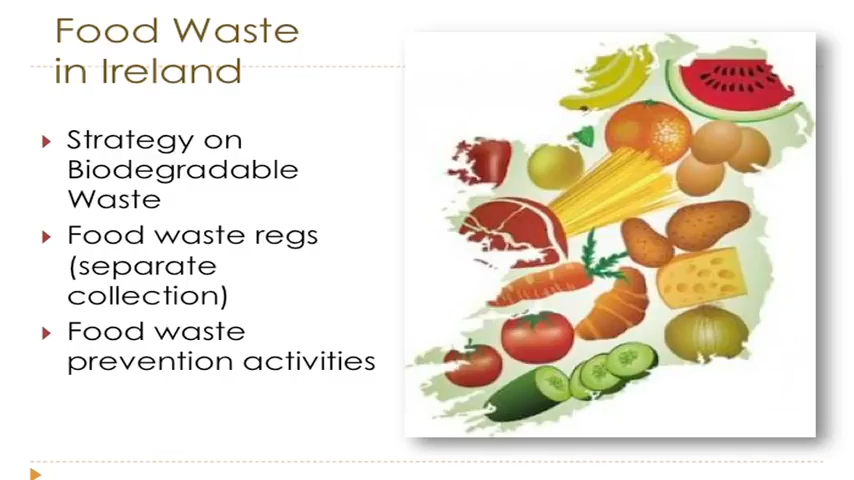 Food Waste
in Ireland
Strategy on
Biodegradable
Waste
Food waste regs
(separate
collection)
Food waste
prevention activities